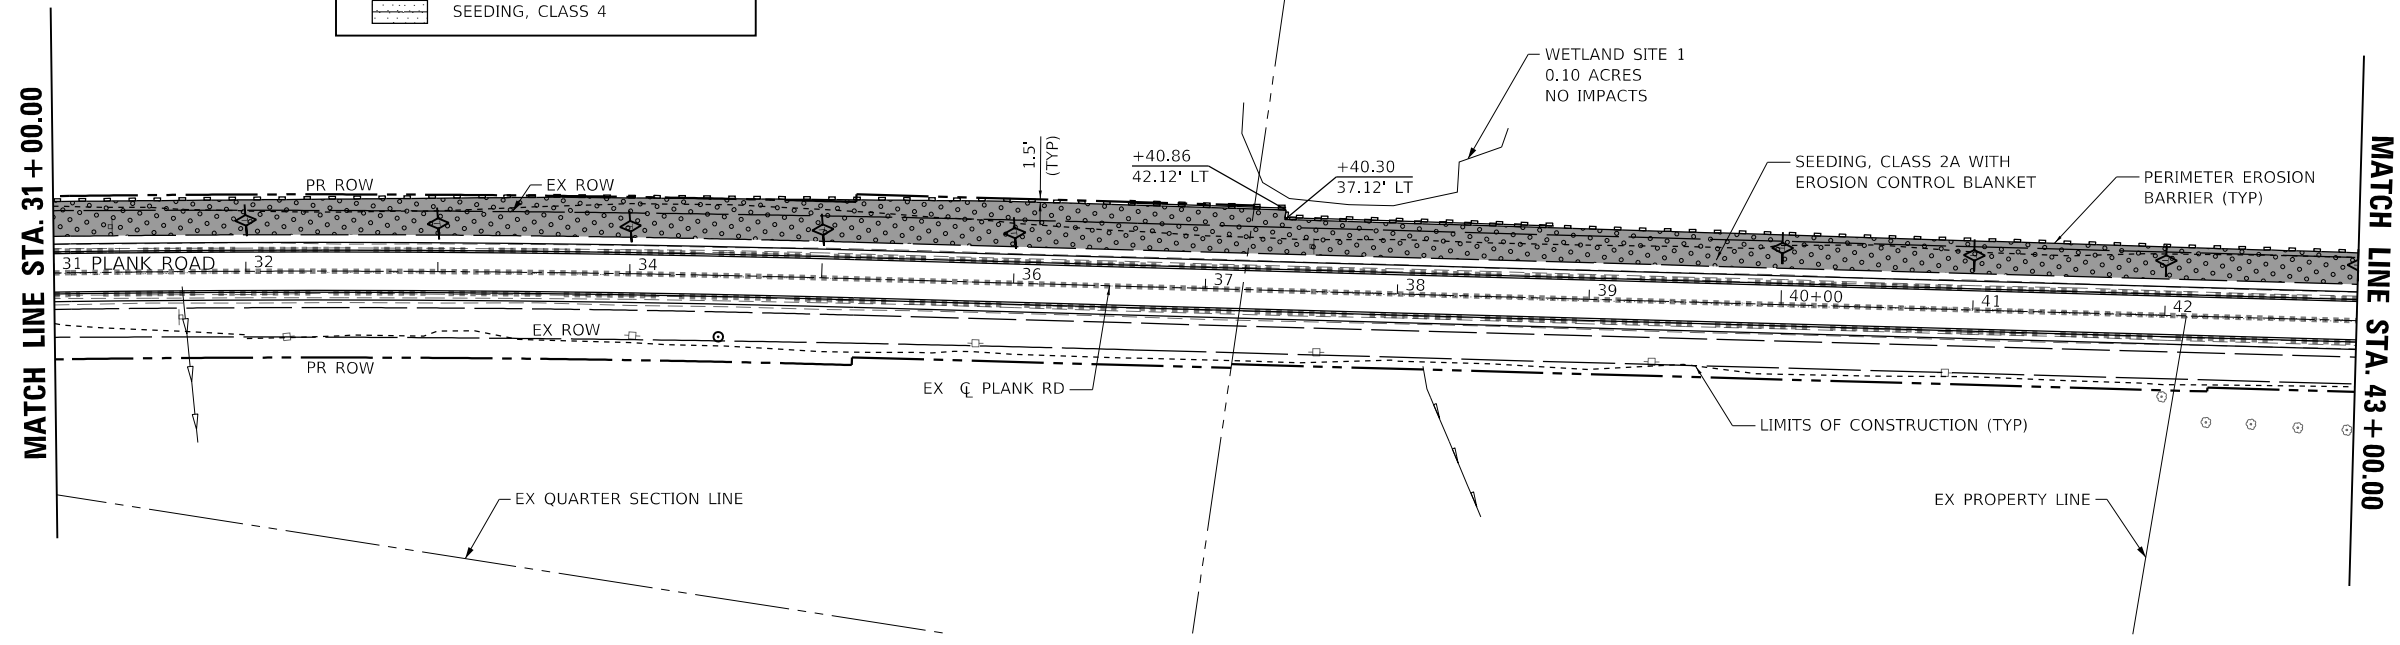 SEEDING, CLASS 4
MATCH LINE STA. 31+00.00
WETLAND SITE 1
0.10 ACRES
NO IMPACTS
1.5'
(TYP)
+40.86
42.12' LT
+40.30
37.12' LT
SEEDING, CLASS 2A WITH
EROSION CONTROL BLANKET
PERIMETER EROSION
BARRIER (TYP)
MATCH LINE STA. 43+00.00
PR ROW
EX ROW
31 PLANK ROAD
32
34
36
37
38
39
40+00
41
42
EX ROW
PR ROW
EX ℄ PLANK RD
LIMITS OF CONSTRUCTION (TYP)
EX QUARTER SECTION LINE
EX PROPERTY LINE